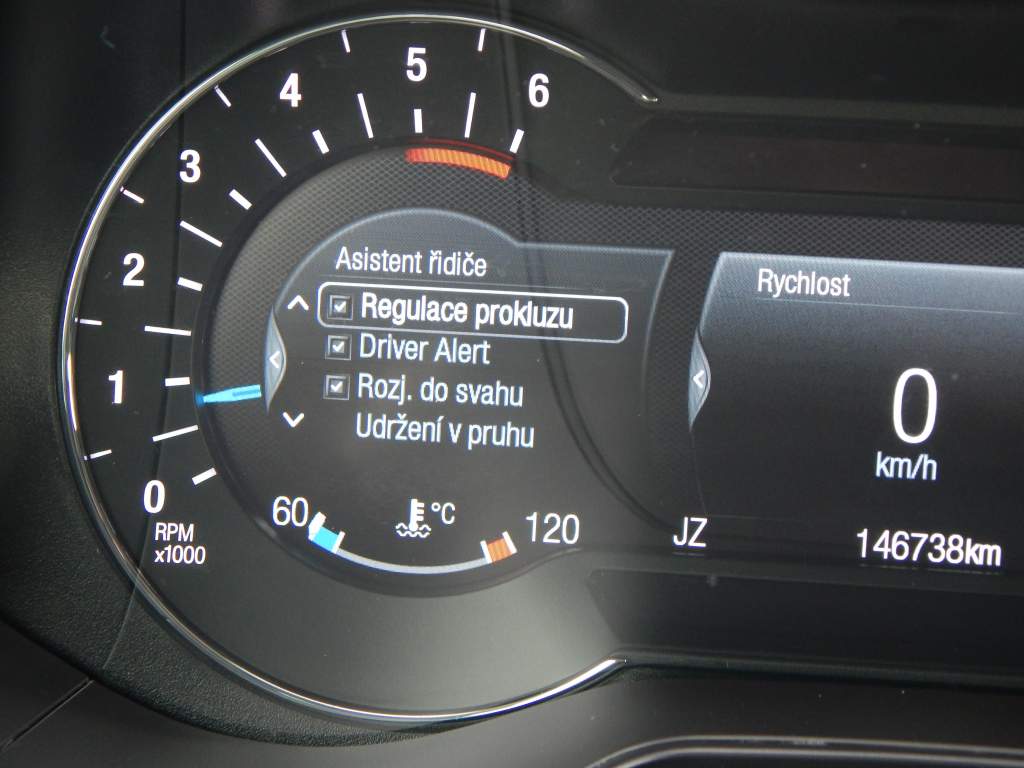 5
4
6
3
2
1
0
RPM
x1000
Asistent řidiče
Regulace prokluzu
Driver Alert
Rozj. do svahu
Udržení v pruhu
60
°C
120
Rychlost
0
km/h
JZ
146738km